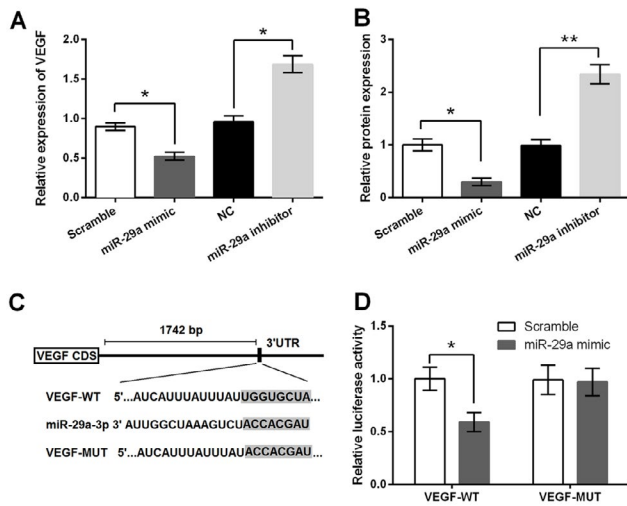 A
Relative expression of VEGF
2.0
1.5
1.0
0.5
0.0
*
*
Scramble
miR-29a mimic
NC
miR-29a inhibitor
B
Relative protein expression
3
2
1
0
*
**
Scramble
miR-29a mimic
NC
miR-29a inhibitor
C
1742 bp
3'UTR
VEGF CDS
VEGF-WT 5'...AUCAUUUAUUUAUUGGUGCUA...
miR-29a-3p 3' AUUGGCUAAAGUCUACCACGAU
VEGF-MUT 5'...AUCAUUUAUUUAUACCACGAU...
D
Relative luciferase activity
1.5
1.0
0.5
0.0
Scramble
miR-29a mimic
*
VEGF-WT
VEGF-MUT